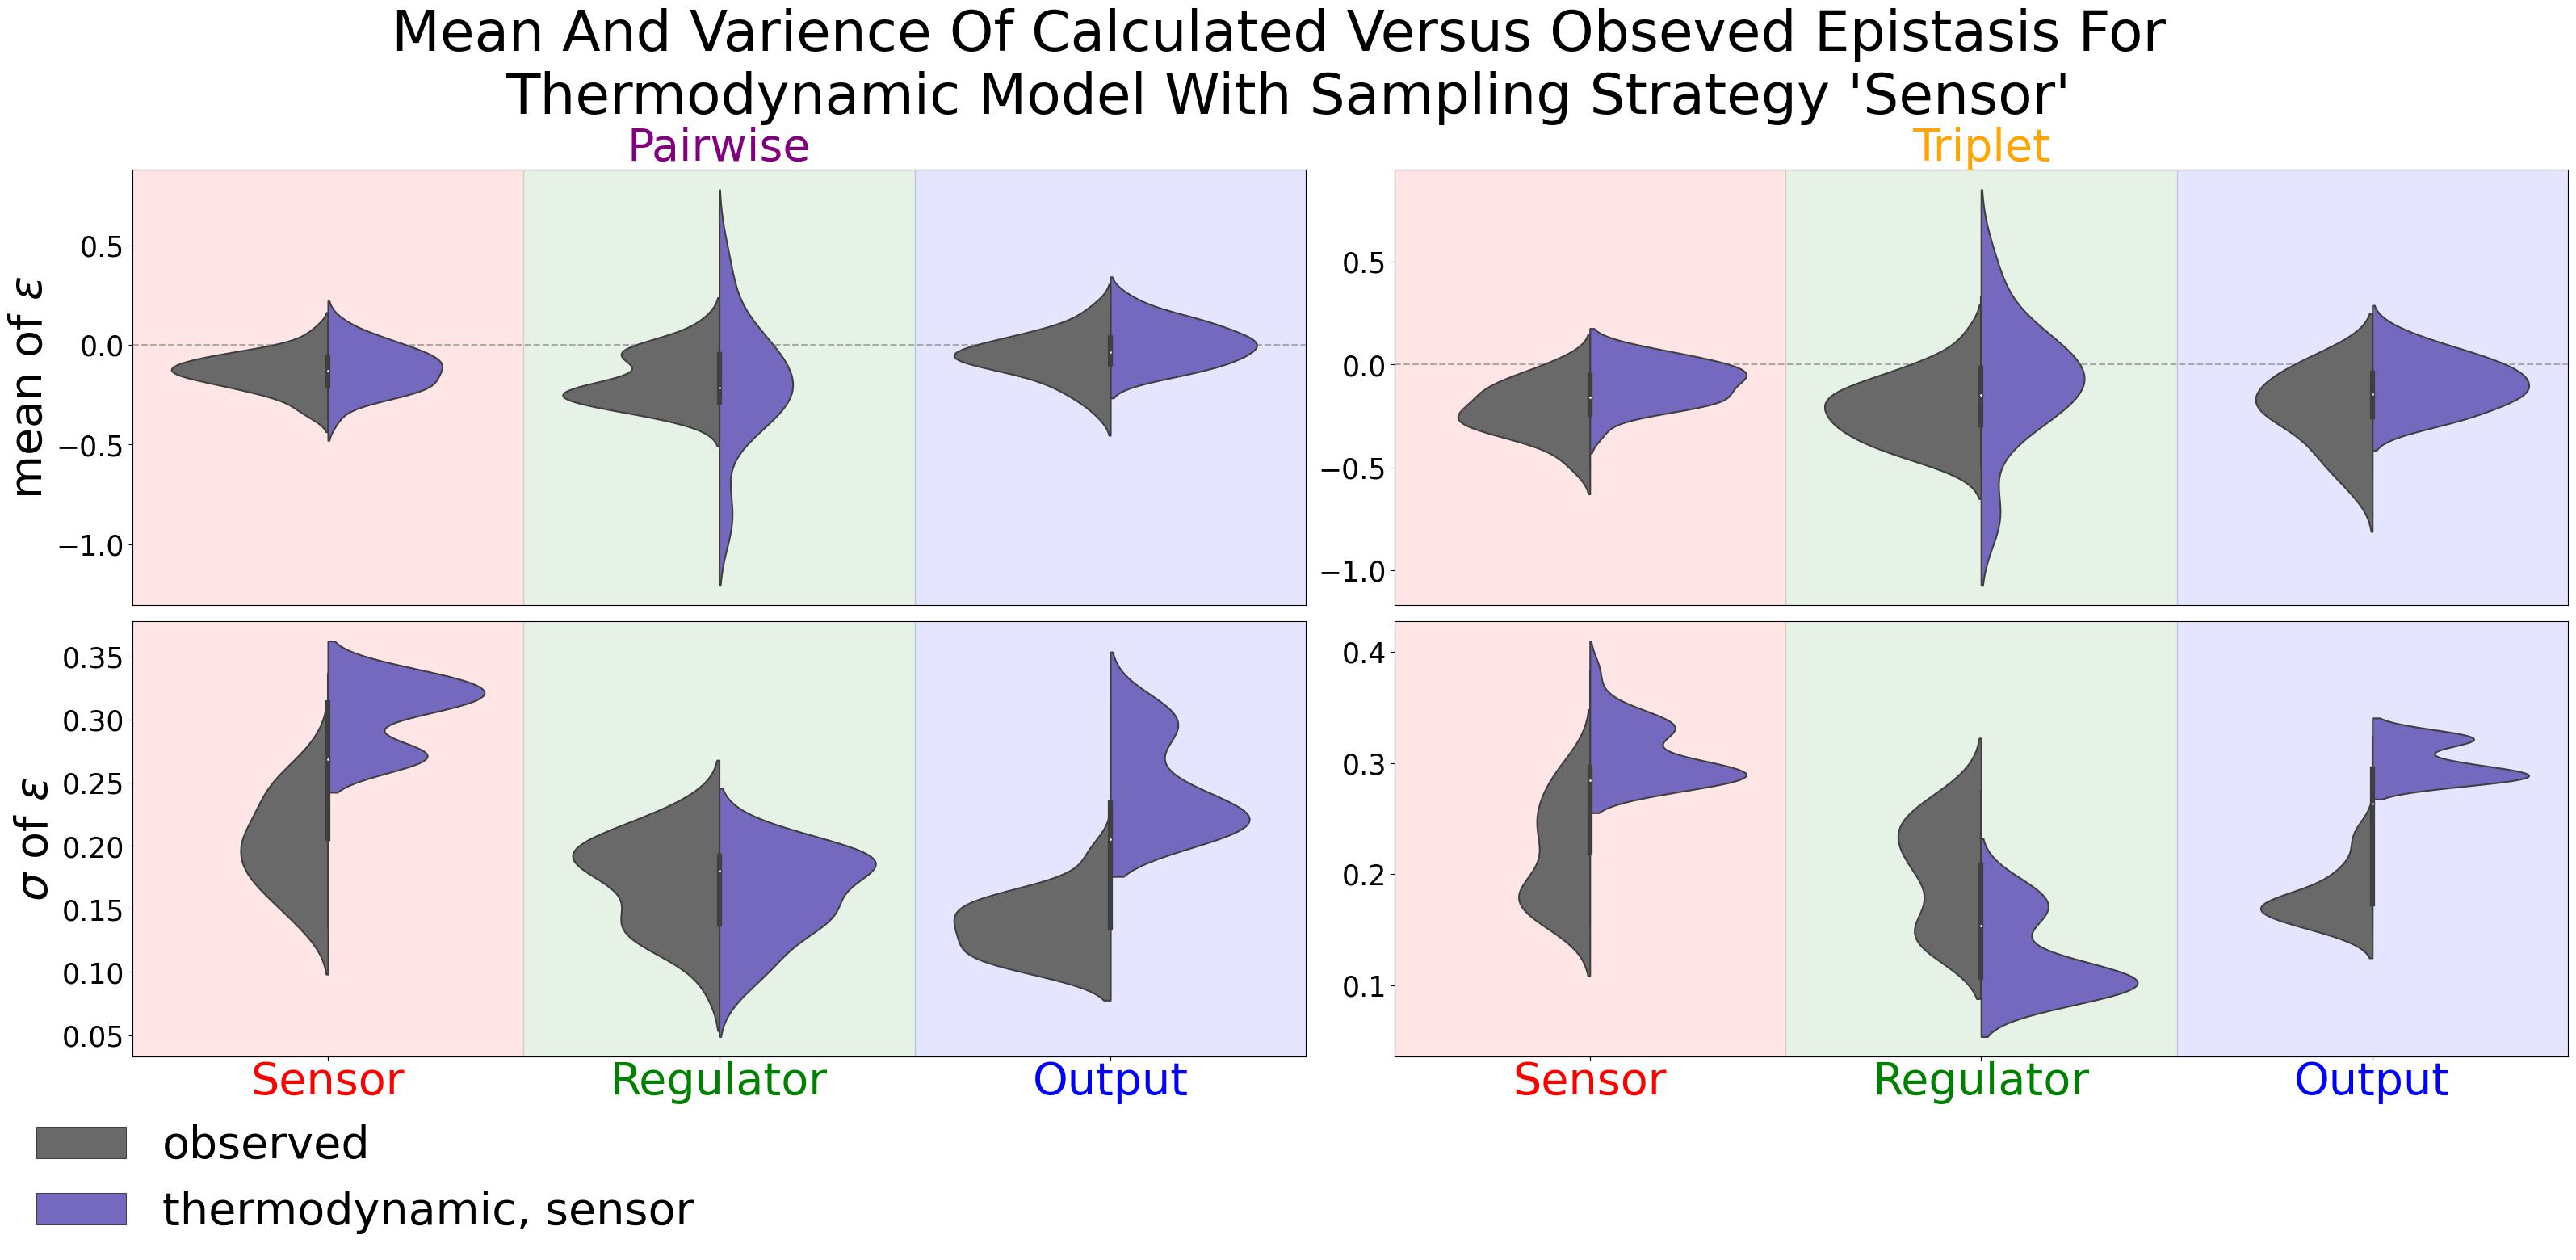 Mean And Varience Of Calculated Versus Obseved Epistasis For
Thermodynamic Model With Sampling Strategy 'Sensor'
Pairwise
Triplet
mean of ε
0.5
0.0
−0.5
−1.0
0.5
0.0
−0.5
−1.0
σ of ε
0.35
0.30
0.25
0.20
0.15
0.10
0.05
0.4
0.3
0.2
0.1
Sensor Regulator Output
Sensor Regulator Output
observed
thermodynamic, sensor